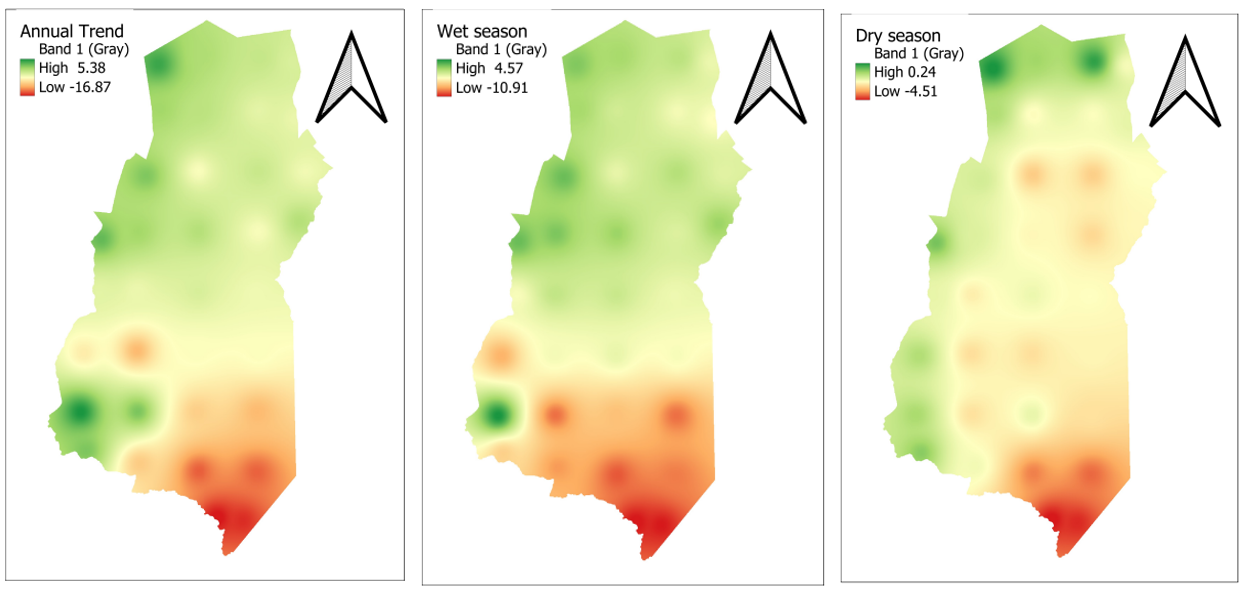 Annual Trend
Band 1 (Gray)
High 5.38
Low -16.87
Wet season
Band 1 (Gray)
High 4.57
Low -10.91
Dry season
Band 1 (Gray)
High 0.24
Low -4.51